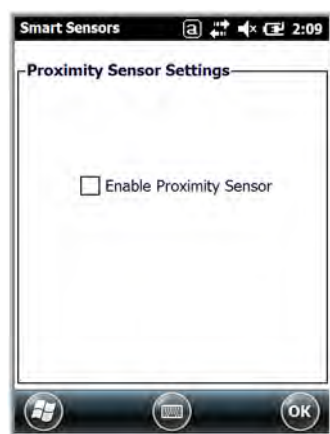 Smart Sensors a 2:09
Proximity Sensor Settings
Enable Proximity Sensor
OK